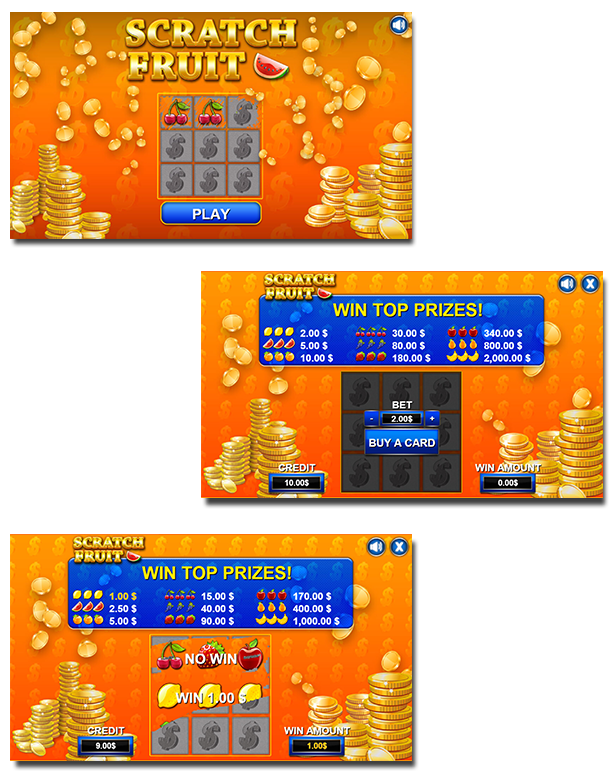 SCRATCH
FRUIT
PLAY
SCRATCH
FRUIT
WIN TOP PRIZES!
2.00 $ 30.00 $ 340.00 $
5.00 $ 80.00 $ 800.00 $
10.00 $ 180.00 $ 2,000.00 $
BET
- 2.00$ +
BUY A CARD
CREDIT WIN AMOUNT
10.00$ 0.00$
SCRATCH
FRUIT
WIN TOP PRIZES!
1.00 $ 15.00 $ 170.00 $
2.50 $ 40.00 $ 400.00 $
5.00 $ 90.00 $ 1,000.00 $
NO WIN
WIN 1.00 $
CREDIT WIN AMOUNT
9.00$ 1.00$